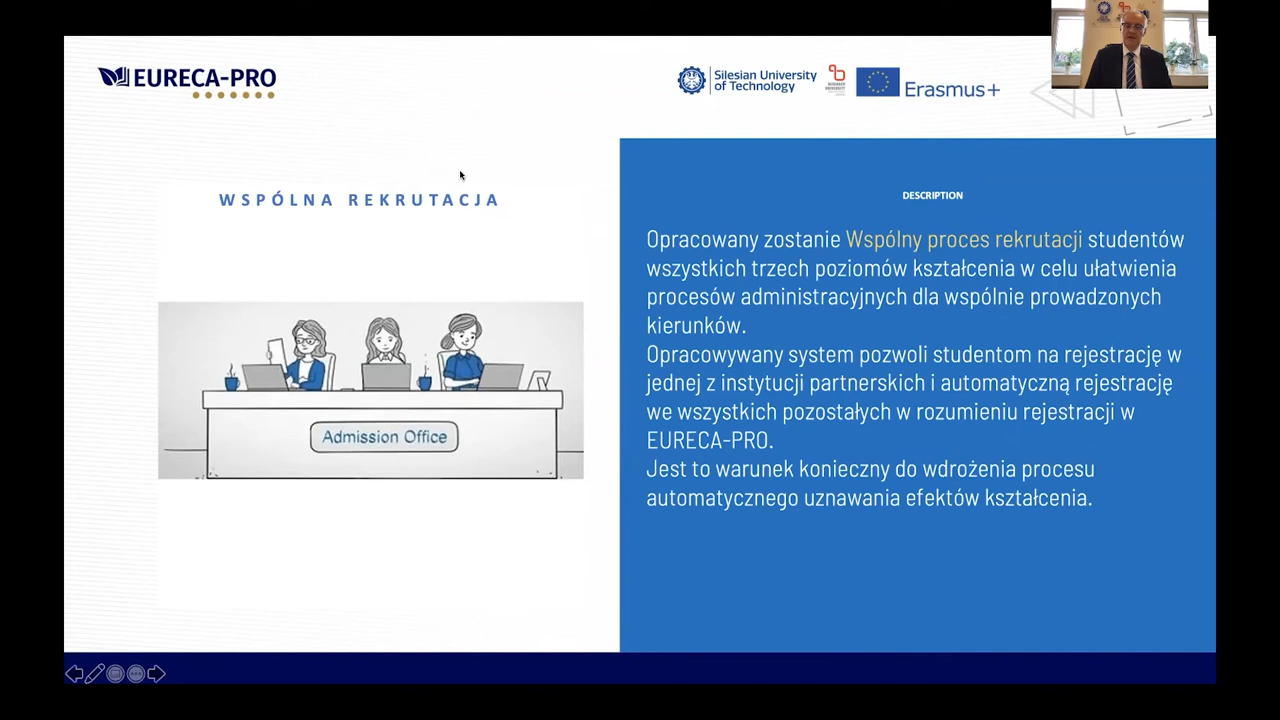 EURECA-PRO
Silesian University
of Technology
Erasmus+
WSPÓLNA REKRUTACJA
Admission Office
DESCRIPTION
Opracowany zostanie Wspólny proces rekrutacji studentów
wszystkich trzech poziomów kształcenia w celu ułatwienia
procesów administracyjnych dla wspólnie prowadzonych
kierunków.
Opracowywany system pozwoli studentom na rejestrację w
jednej z instytucji partnerskich i automatyczną rejestrację
we wszystkich pozostałych w rozumieniu rejestracji w
EURECA-PRO.
Jest to warunek konieczny do wdrożenia procesu
automatycznego uznawania efektów kształcenia.